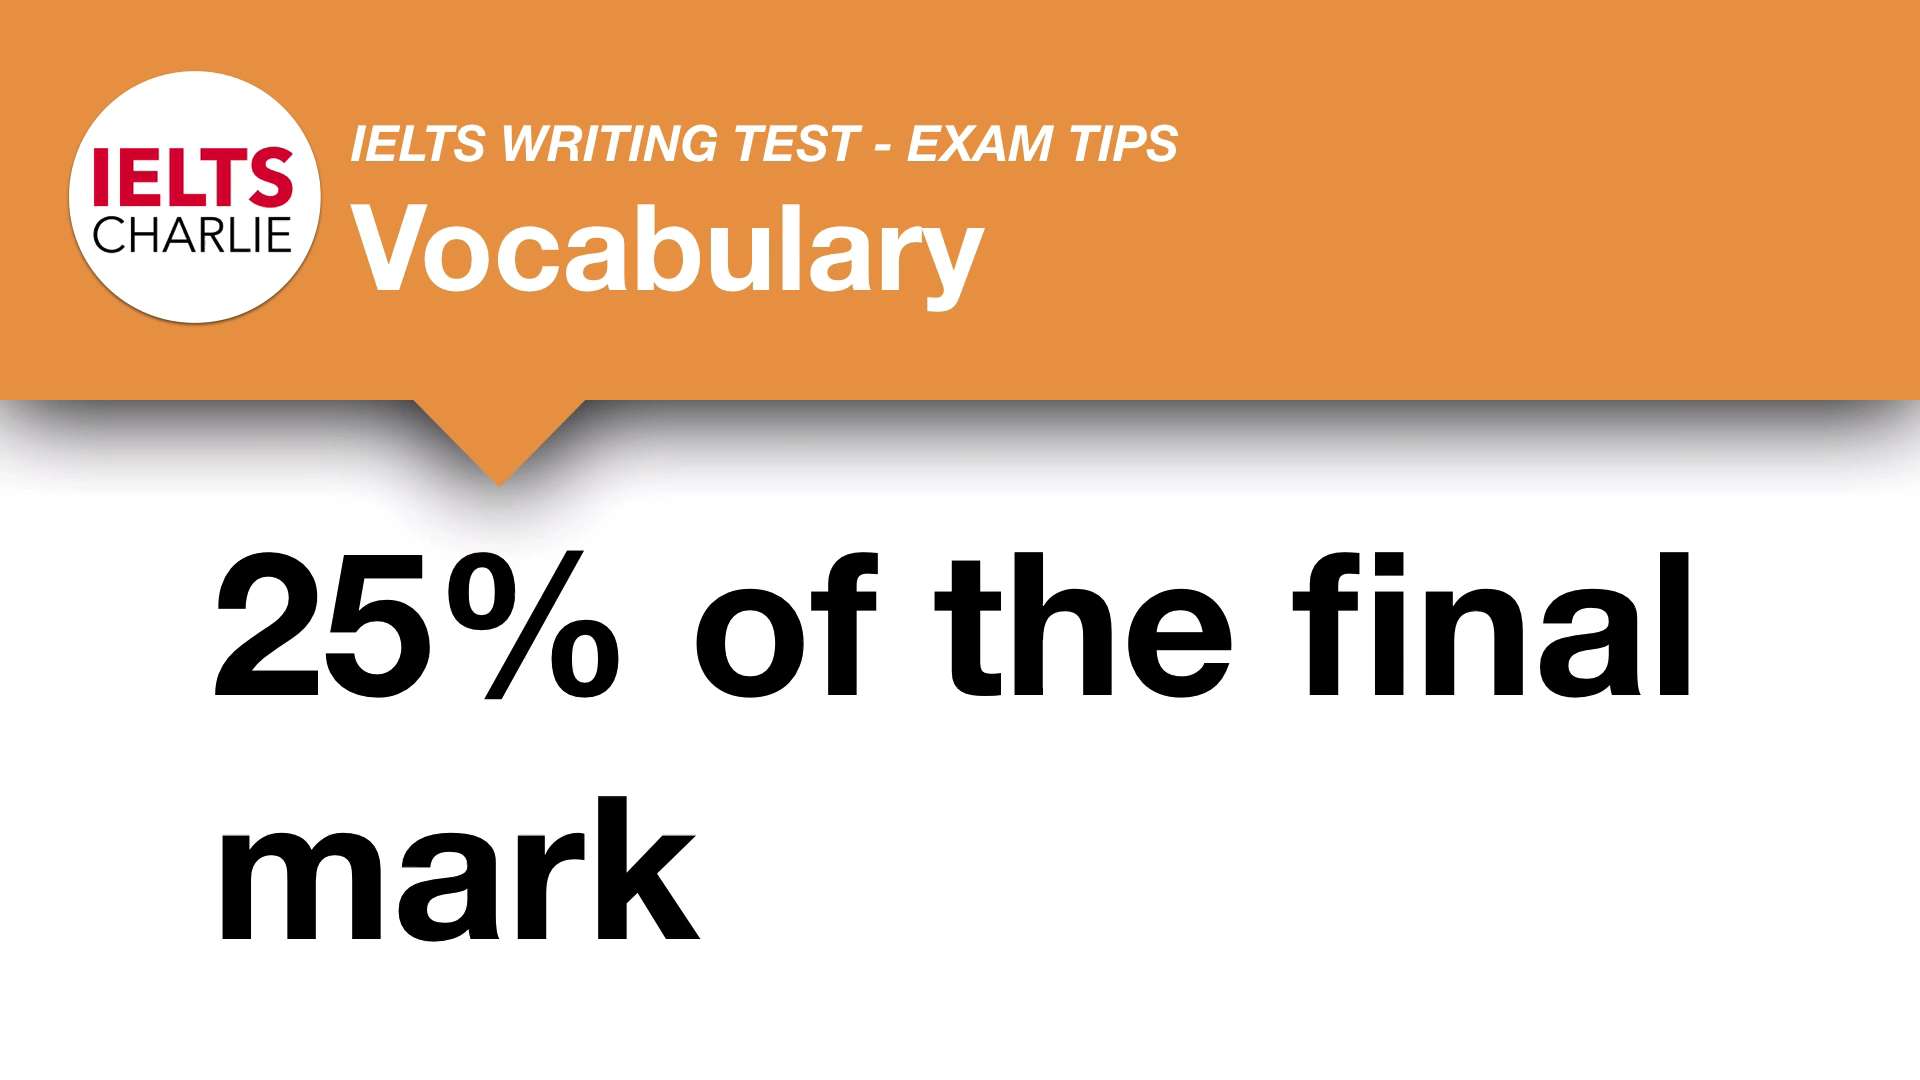 IELTS
CHARLIE
IELTS WRITING TEST - EXAM TIPS
Vocabulary
25% of the final
mark